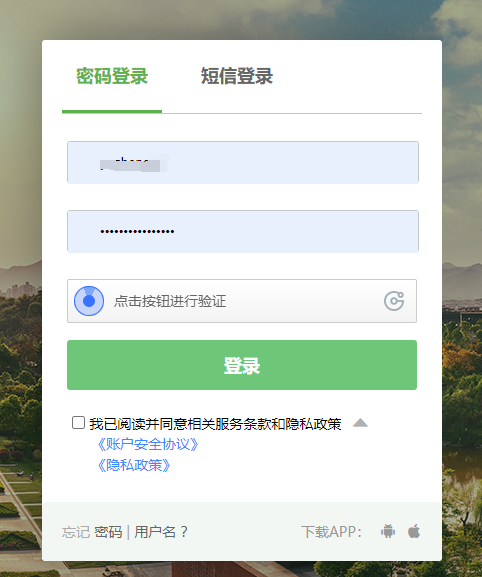 密码登录 短信登录
••••••••••••••••
点击按钮进行验证
登录
我已阅读并同意相关服务条款和隐私政策
《账户安全协议》
《隐私政策》
忘记 密码 | 用户名 ? 下载APP: